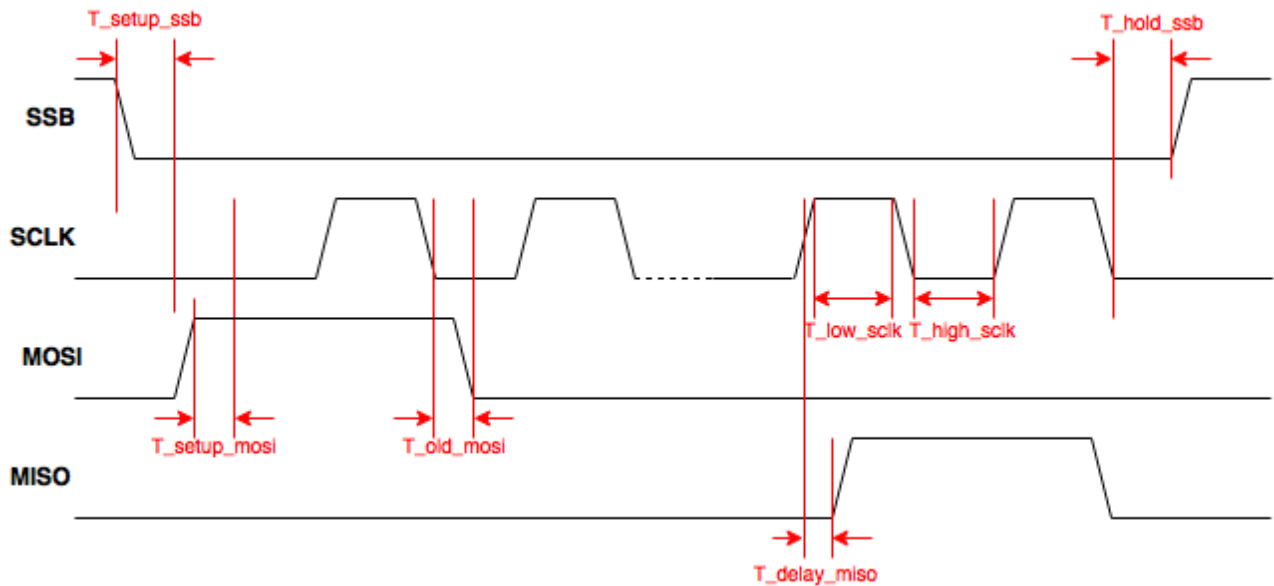 T_setup_ssb
T_hold_ssb
SSB
SCLK
T_low_sclk
T_high_sclk
MOSI
T_setup_mosi
T_old_mosi
MISO
T_delay_miso